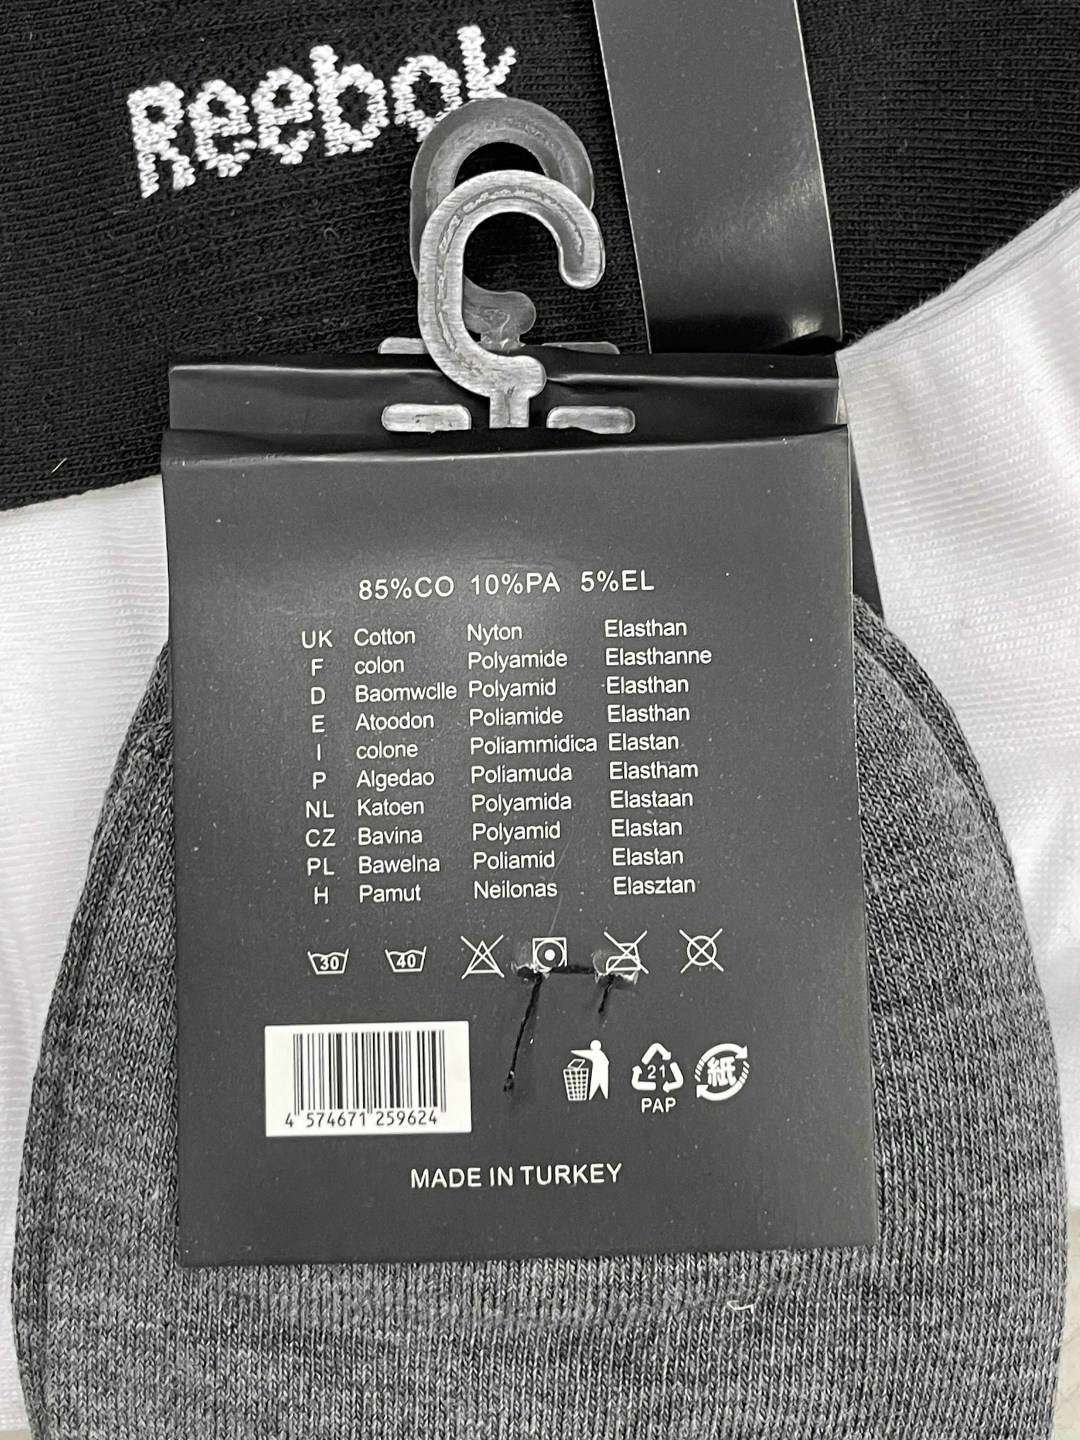 Reebok
85%CO 10%PA 5%EL
UK Cotton Nyton Elasthan
F colon Polyamide Elasthanne
D Baomwclle Polyamid Elasthan
E Atoodon Poliamide Elasthan
I colone Poliammidica Elastan
P Algedao Poliamuda Elastham
NL Katoen Polyamida Elastaan
CZ Bavina Polyamid Elastan
PL Bawelna Poliamid Elastan
H Pamut Neilonas Elasztan
30 40
21 紙
PAP
4 574671 259624
MADE IN TURKEY